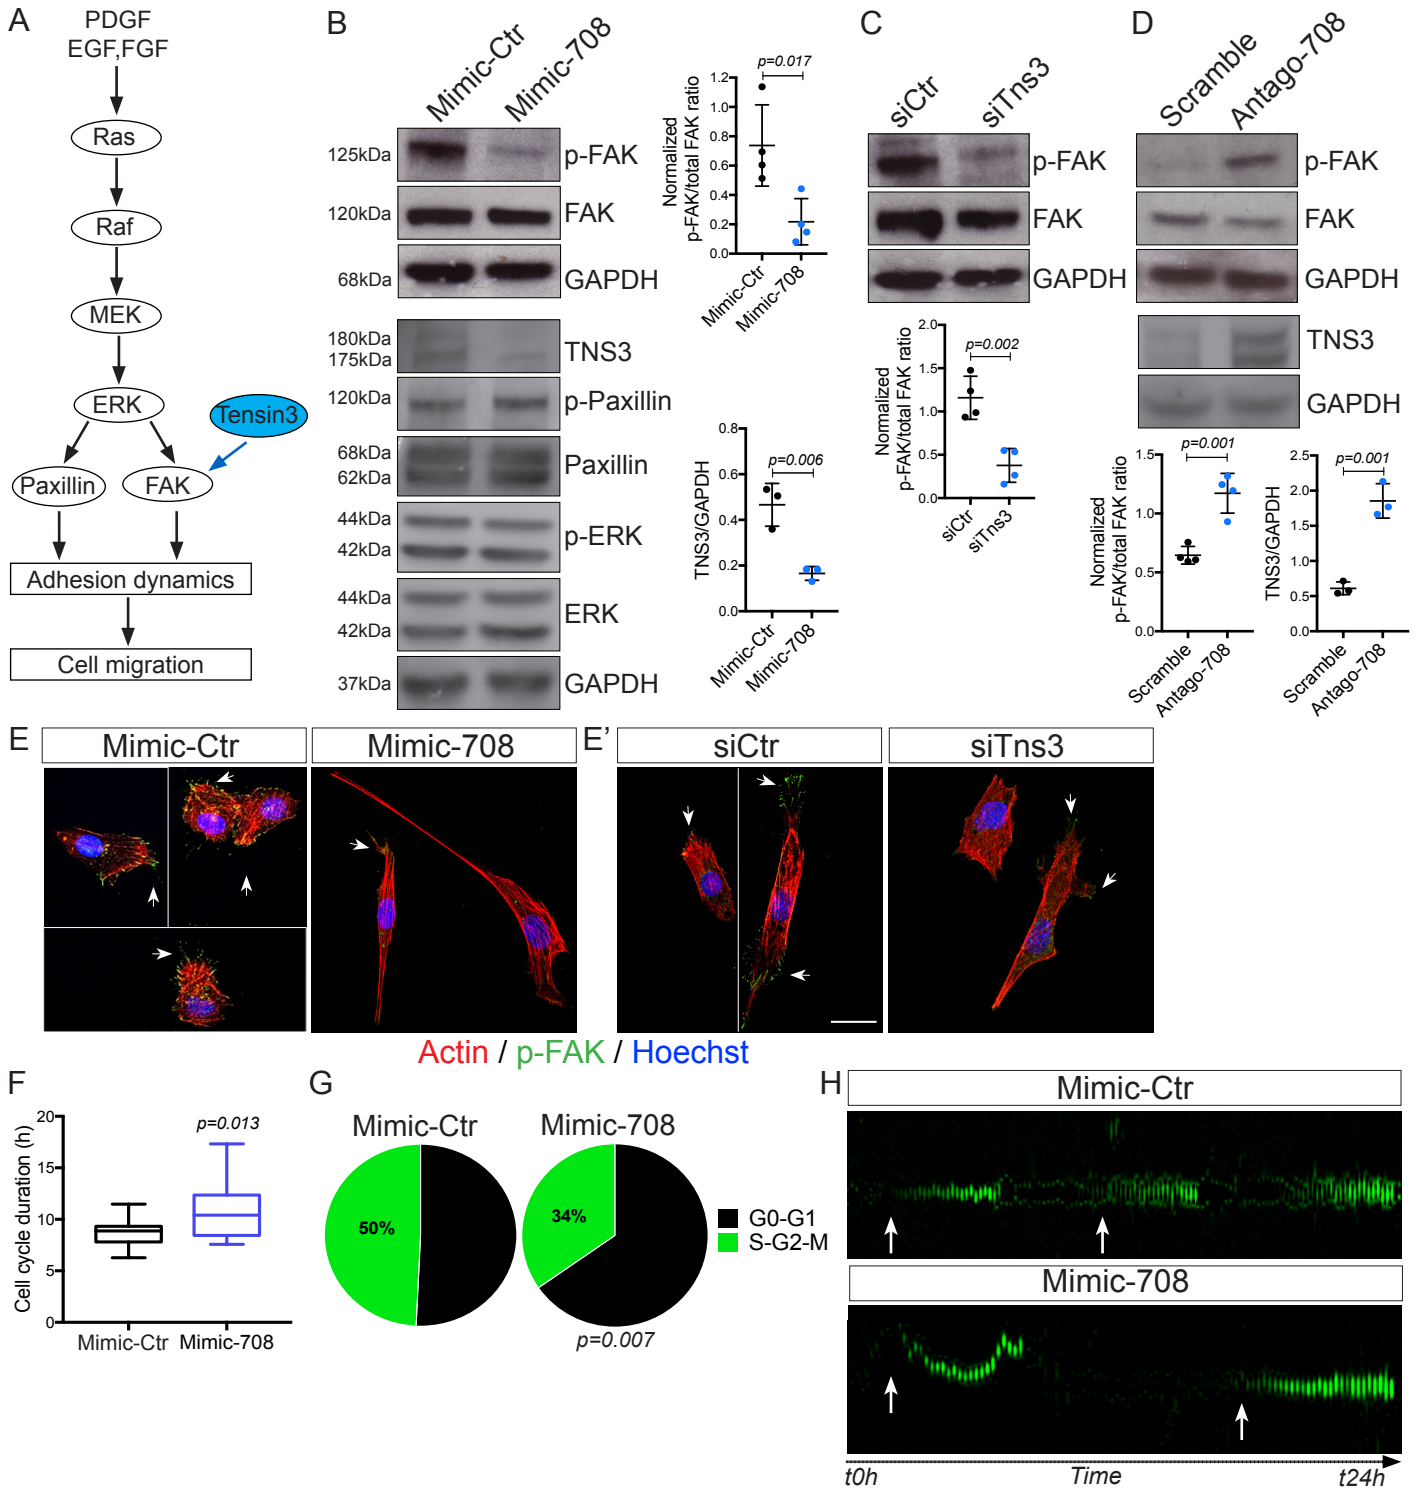 A
PDGF
EGF,FGF
Ras
Raf
MEK
ERK
Tensin3
Paxillin
FAK
Adhesion dynamics
Cell migration
B
Mimic-Ctr
Mimic-708
125kDa
p-FAK
120kDa
FAK
68kDa
GAPDH
180kDa
175kDa
TNS3
120kDa
p-Paxillin
68kDa
62kDa
Paxillin
44kDa
42kDa
p-ERK
44kDa
42kDa
ERK
37kDa
GAPDH
p=0.017
Normalized
p-FAK/total FAK ratio
1.2
1.0
0.8
0.6
0.4
0.2
0.0
Mimic-Ctr
Mimic-708
p=0.006
TNS3/GAPDH
0.8
0.6
0.4
0.2
0.0
Mimic-Ctr
Mimic-708
C
siCtr
siTns3
p-FAK
FAK
GAPDH
p=0.002
Normalized
p-FAK/total FAK ratio
2.0
1.5
1.0
0.5
0.0
siCtr
siTns3
D
Scramble
Antago-708
p-FAK
FAK
GAPDH
TNS3
GAPDH
p=0.001
Normalized
p-FAK/total FAK ratio
1.5
1.0
0.5
0.0
Scramble
Antago-708
p=0.001
TNS3/GAPDH
2.5
2.0
1.5
1.0
0.5
0.0
Scramble
Antago-708
E
Mimic-Ctr
Mimic-708
E'
siCtr
siTns3
Actin / p-FAK / Hoechst
F
p=0.013
Cell cycle duration (h)
20
15
10
5
0
Mimic-Ctr
Mimic-708
G
Mimic-Ctr
Mimic-708
50%
34%
G0-G1
S-G2-M
p=0.007
H
Mimic-Ctr
Mimic-708
t0h
Time
t24h